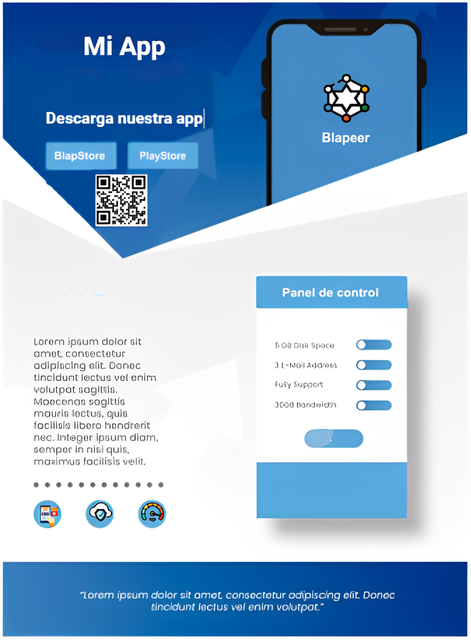 Mi App
Descarga nuestra app
BlapStore
PlayStore
Blapeer
Panel de control
5 GB Disk Space
3 E-Mail Address
Fully Support
30GB Bandwidth
Lorem ipsum dolor sit
amet, consectetur
adipiscing elit. Donec
tincidunt lectus vel enim
volutpat sagittis.
Maecenas sagittis
mauris lectus, quis
facilisis libero hendrerit
nec. Integer ipsum diam,
semper in nisi quis,
maximus facilisis velit.
“Lorem ipsum dolor sit amet, consectetur adipiscing elit. Donec
tincidunt lectus vel enim volutpat.”